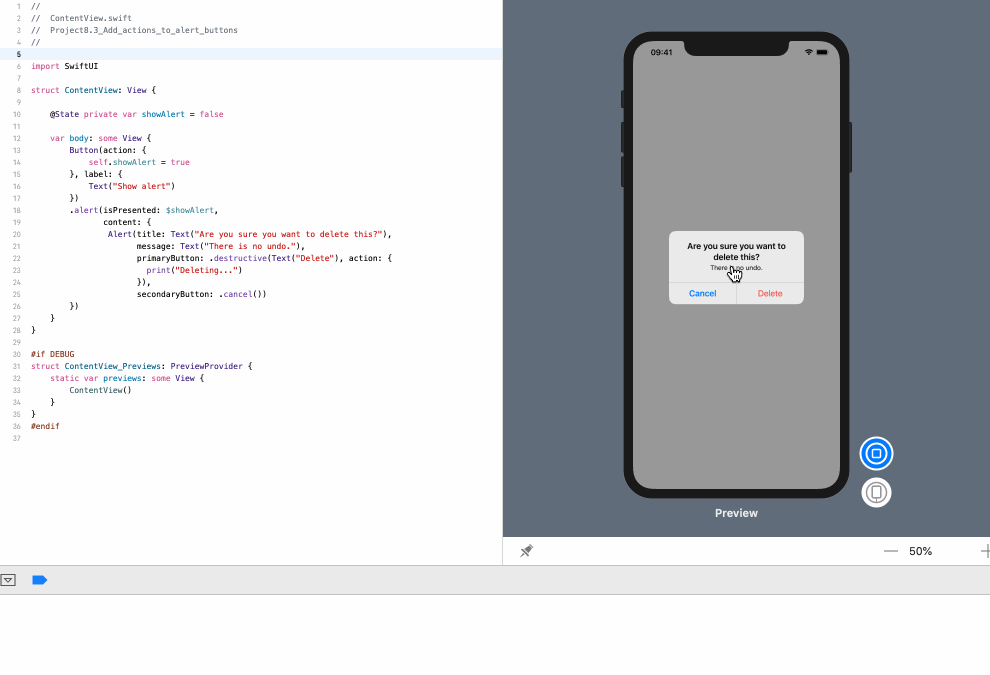 1 //
2 //  ContentView.swift
3 //  Project8.3_Add_actions_to_alert_buttons
4 //
5
6 import SwiftUI
7
8 struct ContentView: View {
9
10     @State private var showAlert = false
11
12     var body: some View {
13         Button(action: {
14             self.showAlert = true
15         }, label: {
16             Text("Show alert")
17         })
18         .alert(isPresented: $showAlert,
19                content: {
20                 Alert(title: Text("Are you sure you want to delete this?"),
21                       message: Text("There is no undo."),
22                       primaryButton: .destructive(Text("Delete"), action: {
23                         print("Deleting...")
24                       }),
25                       secondaryButton: .cancel())
26         })
27     }
28 }
29
30 #if DEBUG
31 struct ContentView_Previews: PreviewProvider {
32     static var previews: some View {
33         ContentView()
34     }
35 }
36 #endif
37
09:41
Are you sure you want to
delete this?
There no undo.
Cancel Delete
Preview
50%